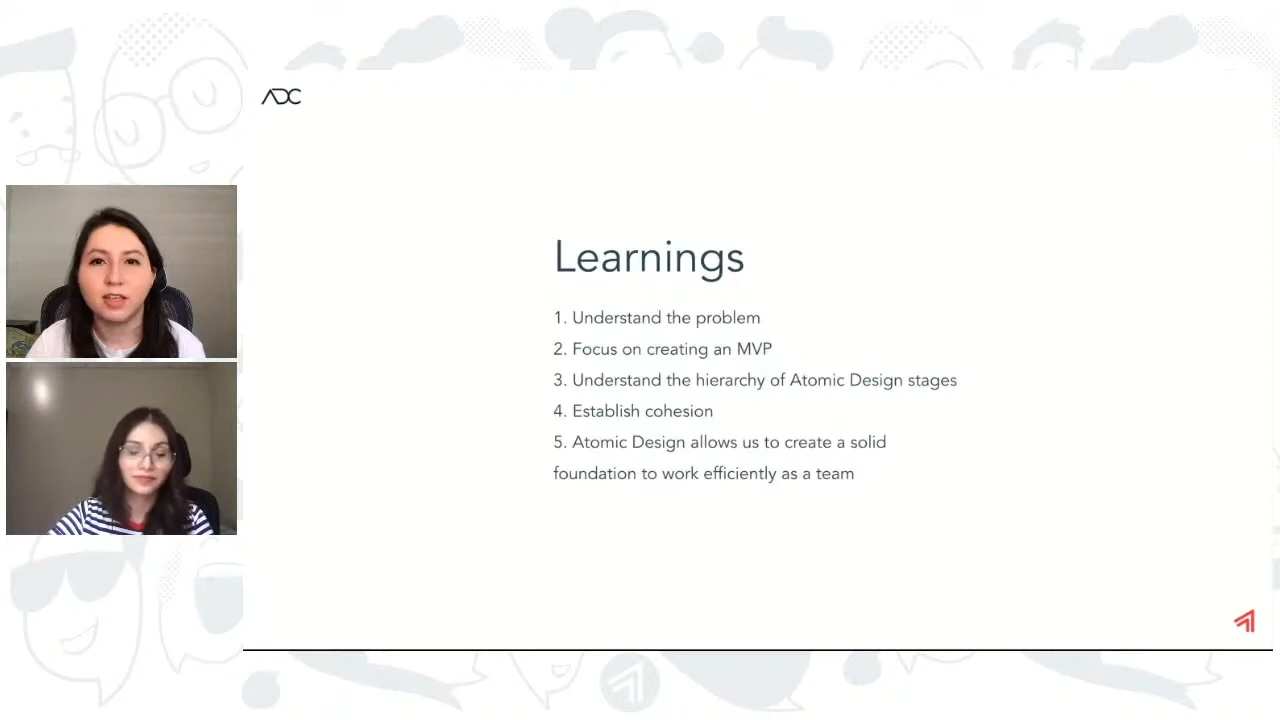 ADC
Learnings
1. Understand the problem
2. Focus on creating an MVP
3. Understand the hierarchy of Atomic Design stages
4. Establish cohesion
5. Atomic Design allows us to create a solid
foundation to work efficiently as a team